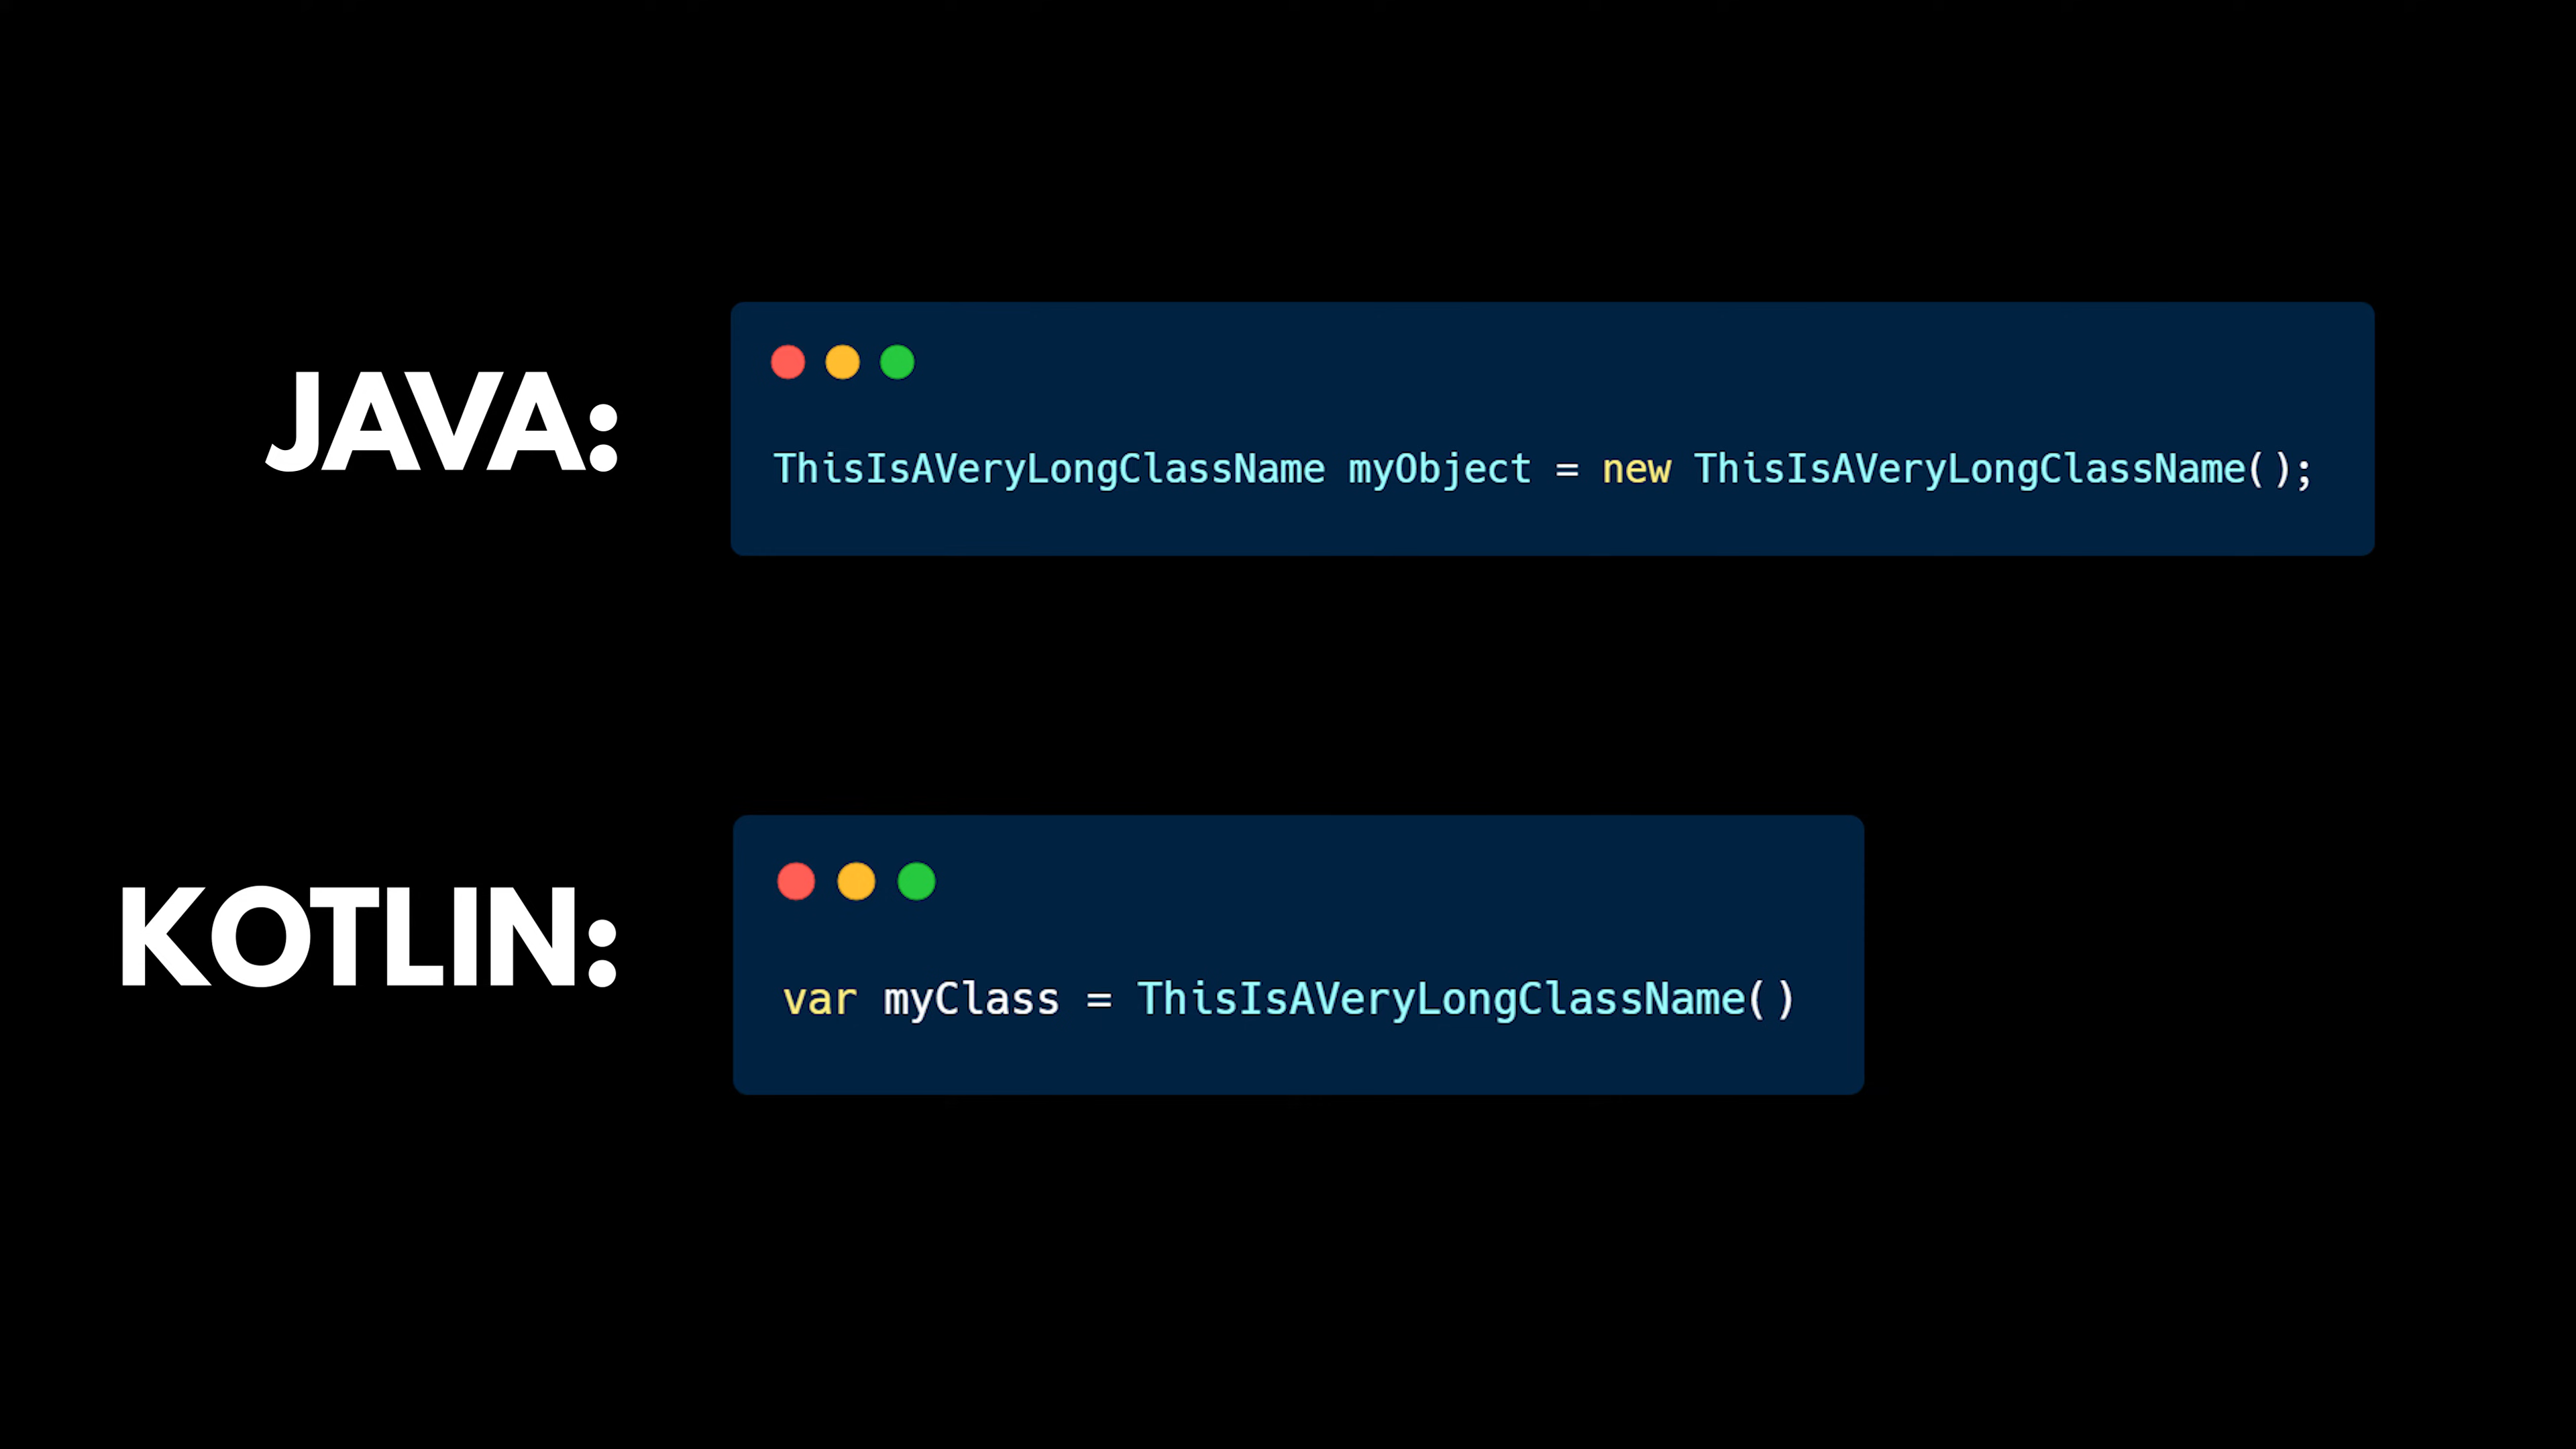 JAVA:
ThisIsAVeryLongClassName myObject = new ThisIsAVeryLongClassName();
KOTLIN:
var myClass = ThisIsAVeryLongClassName()